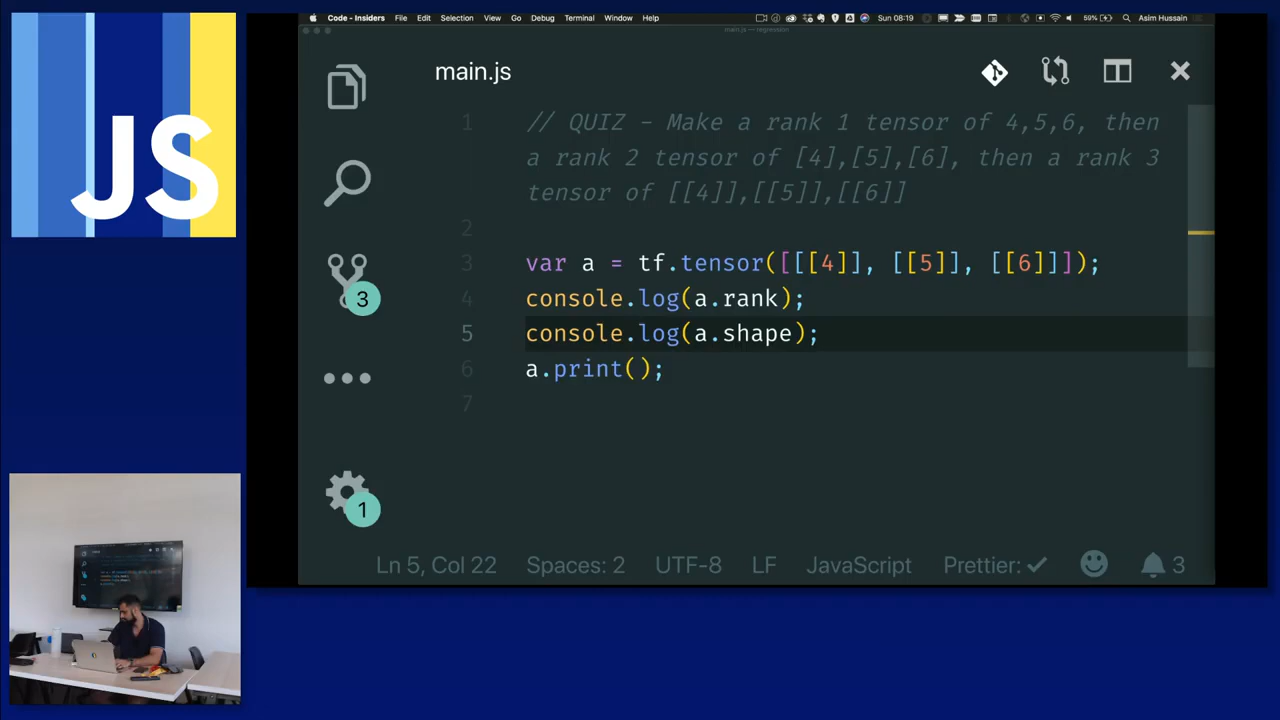 Code - Insiders File Edit Selection View Go Debug Terminal Window Help Sun 08:19 59% Asim Hussain
main.js — regression
JS
main.js
1 // QUIZ - Make a rank 1 tensor of 4,5,6, then
a rank 2 tensor of [4],[5],[6], then a rank 3
tensor of [[4]],[[5]],[[6]]
2
3 var a = tf.tensor([[[4]], [[5]], [[6]]]);
4 console.log(a.rank);
3
5 console.log(a.shape);
6 a.print();
7
1
Ln 5, Col 22 Spaces: 2 UTF-8 LF JavaScript Prettier: ✓ 3